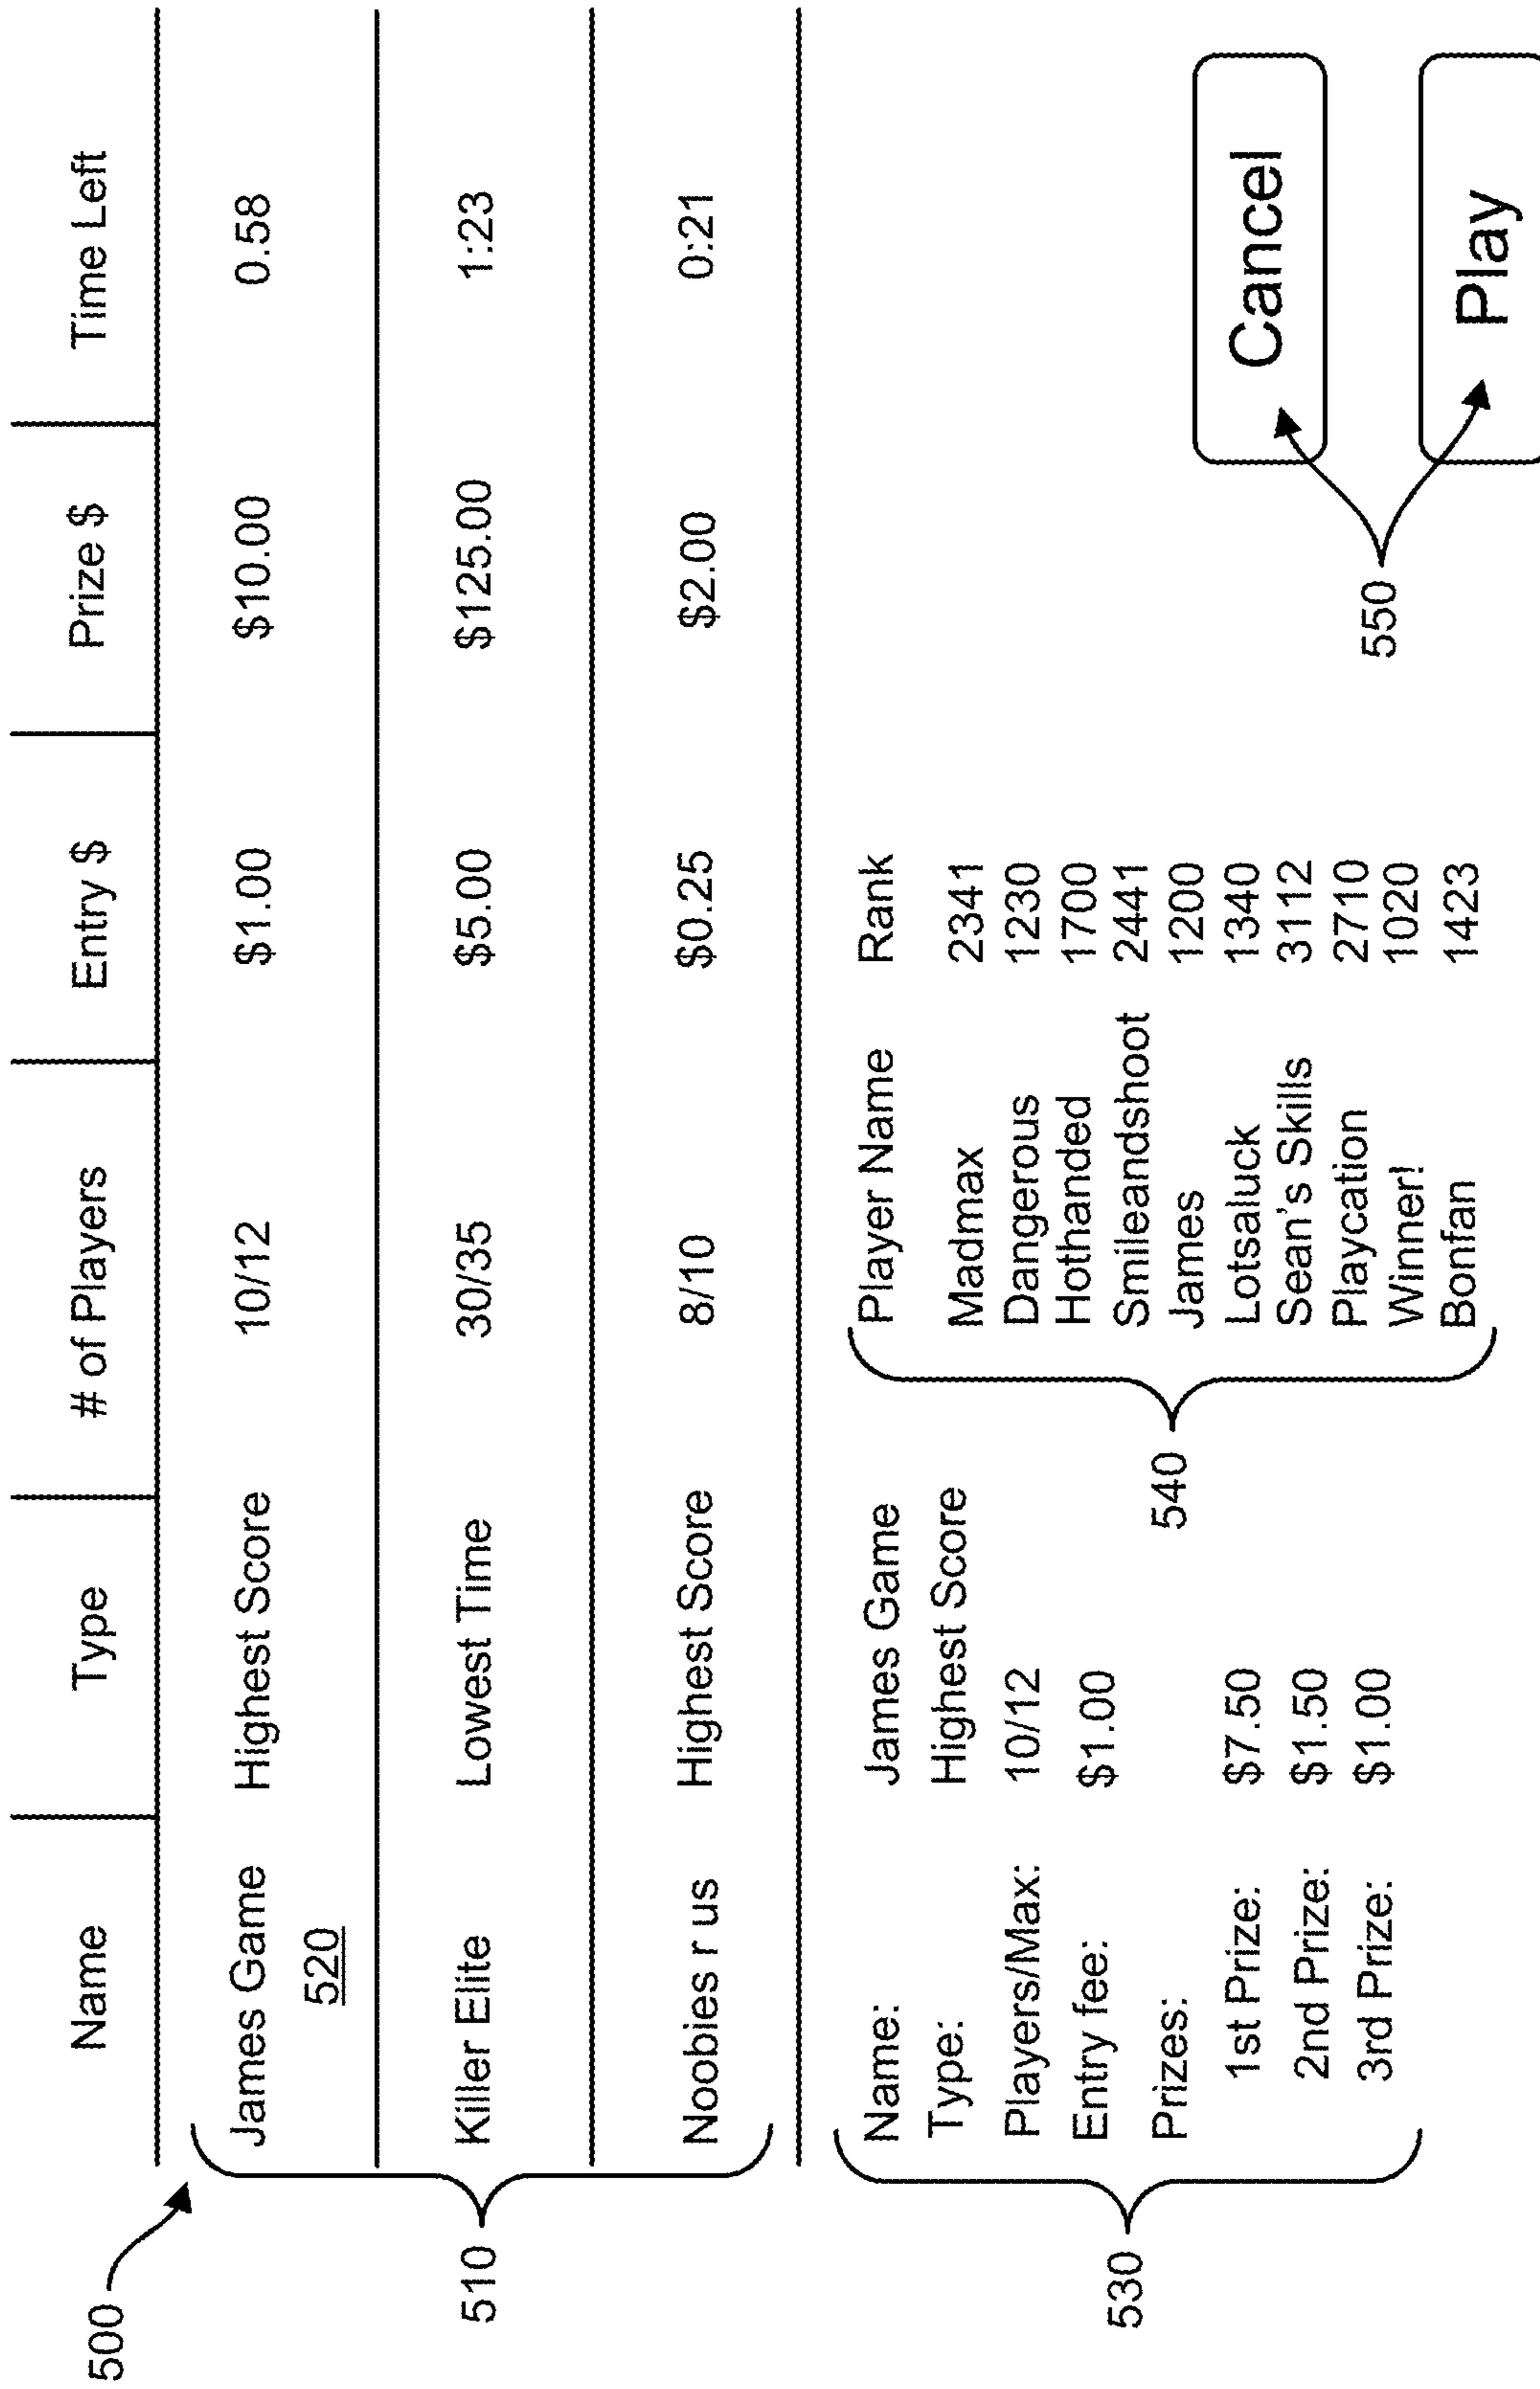 500
Name Type # of Players Entry $ Prize $ Time Left
James Game Highest Score 10/12 $1.00 $10.00 0.58
520
510
Killer Elite Lowest Time 30/35 $5.00 $125.00 1:23
Noobies r us Highest Score 8/10 $0.25 $2.00 0:21
530
Name: James Game
Type: Highest Score
Players/Max: 10/12
Entry fee: $1.00
Prizes:
1st Prize: $7.50
2nd Prize: $1.50
3rd Prize: $1.00
540
Player Name Rank
Madmax 2341
Dangerous 1230
Hothanded 1700
Smileandshoot 2441
James 1200
Lotsaluck 1340
Sean's Skills 3112
Playcation 2710
Winner! 1020
Bonfan 1423
550
Cancel
Play